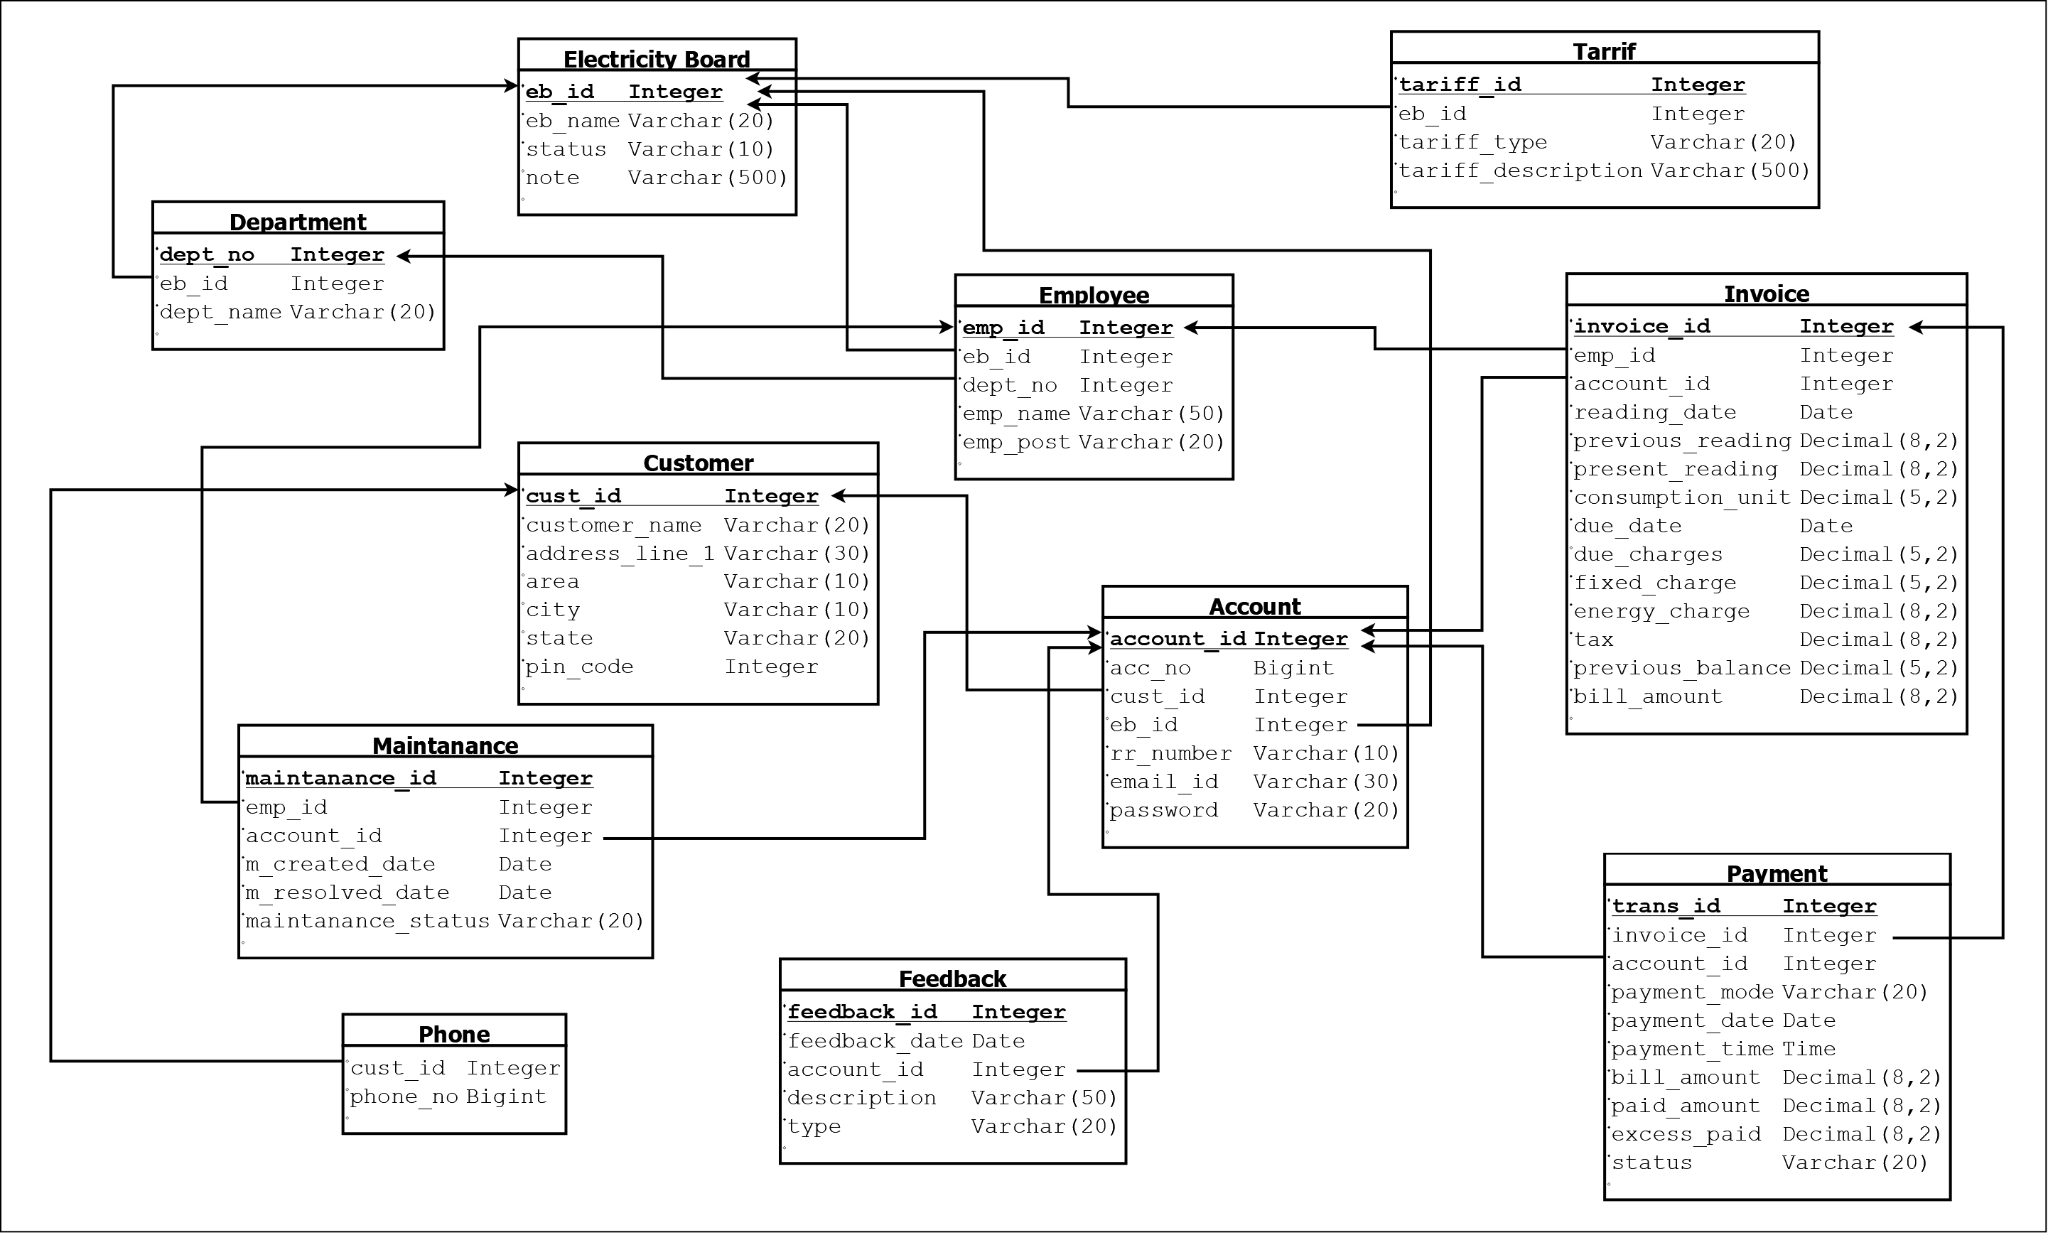 Electricity Board
eb_id Integer
eb_name Varchar(20)
status Varchar(10)
note Varchar(500)
Tarrif
tariff_id Integer
eb_id Integer
tariff_type Varchar(20)
tariff_description Varchar(500)
Department
dept_no Integer
eb_id Integer
dept_name Varchar(20)
Employee
emp_id Integer
eb_id Integer
dept_no Integer
emp_name Varchar(50)
emp_post Varchar(20)
Invoice
invoice_id Integer
emp_id Integer
account_id Integer
reading_date Date
previous_reading Decimal(8,2)
present_reading Decimal(8,2)
consumption_unit Decimal(5,2)
due_date Date
due_charges Decimal(5,2)
fixed_charge Decimal(5,2)
energy_charge Decimal(8,2)
tax Decimal(8,2)
previous_balance Decimal(5,2)
bill_amount Decimal(8,2)
Customer
cust_id Integer
customer_name Varchar(20)
address_line_1 Varchar(30)
area Varchar(10)
city Varchar(10)
state Varchar(20)
pin_code Integer
Account
account_id Integer
acc_no Bigint
cust_id Integer
eb_id Integer
rr_number Varchar(10)
email_id Varchar(30)
password Varchar(20)
Maintanance
maintanance_id Integer
emp_id Integer
account_id Integer
m_created_date Date
m_resolved_date Date
maintanance_status Varchar(20)
Payment
trans_id Integer
invoice_id Integer
account_id Integer
payment_mode Varchar(20)
payment_date Date
payment_time Time
bill_amount Decimal(8,2)
paid_amount Decimal(8,2)
excess_paid Decimal(8,2)
status Varchar(20)
Feedback
feedback_id Integer
feedback_date Date
account_id Integer
description Varchar(50)
type Varchar(20)
Phone
cust_id Integer
phone_no Bigint